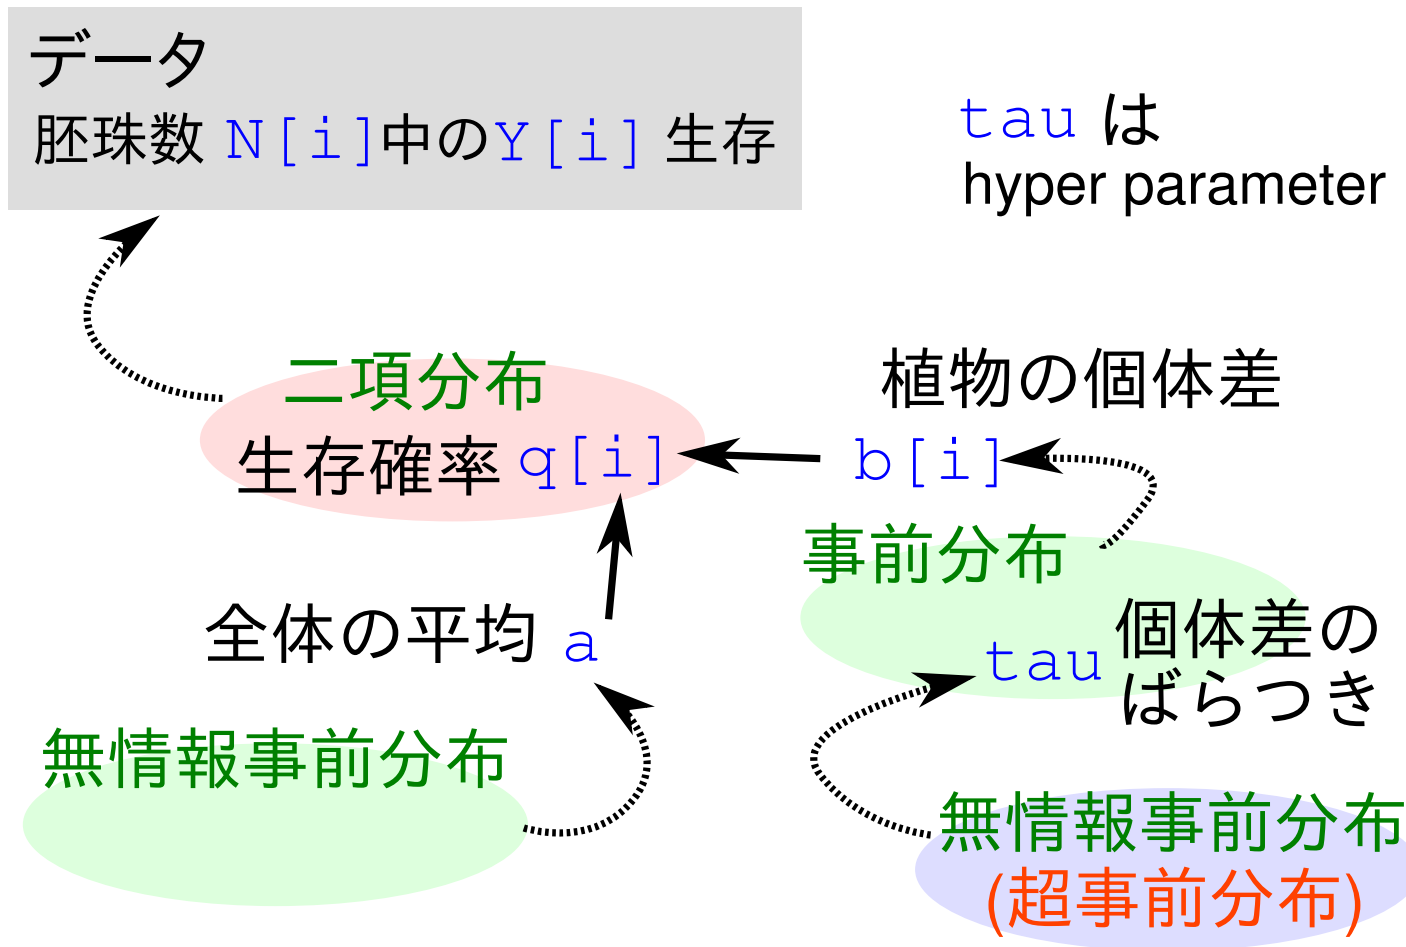 データ
胚珠数 N[i]中のY[i] 生存
tau は
hyper parameter
二項分布
生存確率 q[i]
植物の個体差
b[i]
事前分布
全体の平均 a
tau 個体差の
ばらつき
無情報事前分布
無情報事前分布
(超事前分布)